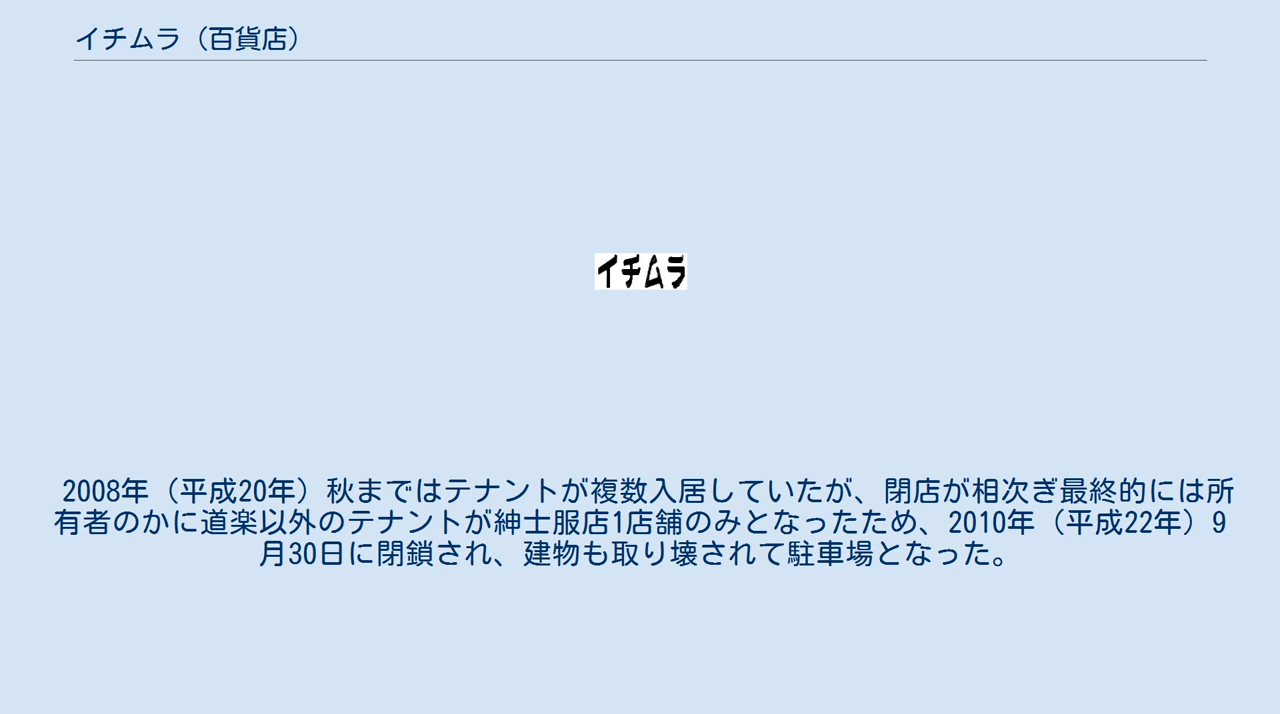 イチムラ（百貨店）
イチムラ
2008年（平成20年）秋まではテナントが複数入居していたが、閉店が相次ぎ最終的には所
有者のかに道楽以外のテナントが紳士服店1店舗のみとなったため、2010年（平成22年）9
月30日に閉鎖され、建物も取り壊されて駐車場となった。